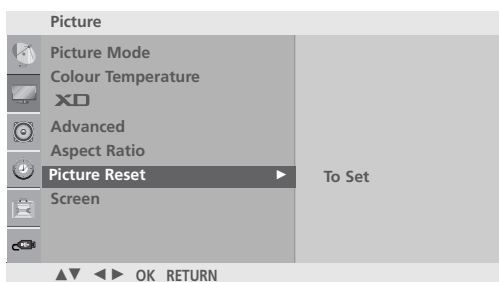 Picture
Picture Mode
Colour Temperature
XD
Advanced
Aspect Ratio
Picture Reset ►
To Set
Screen
▲▼ ◄► OK RETURN